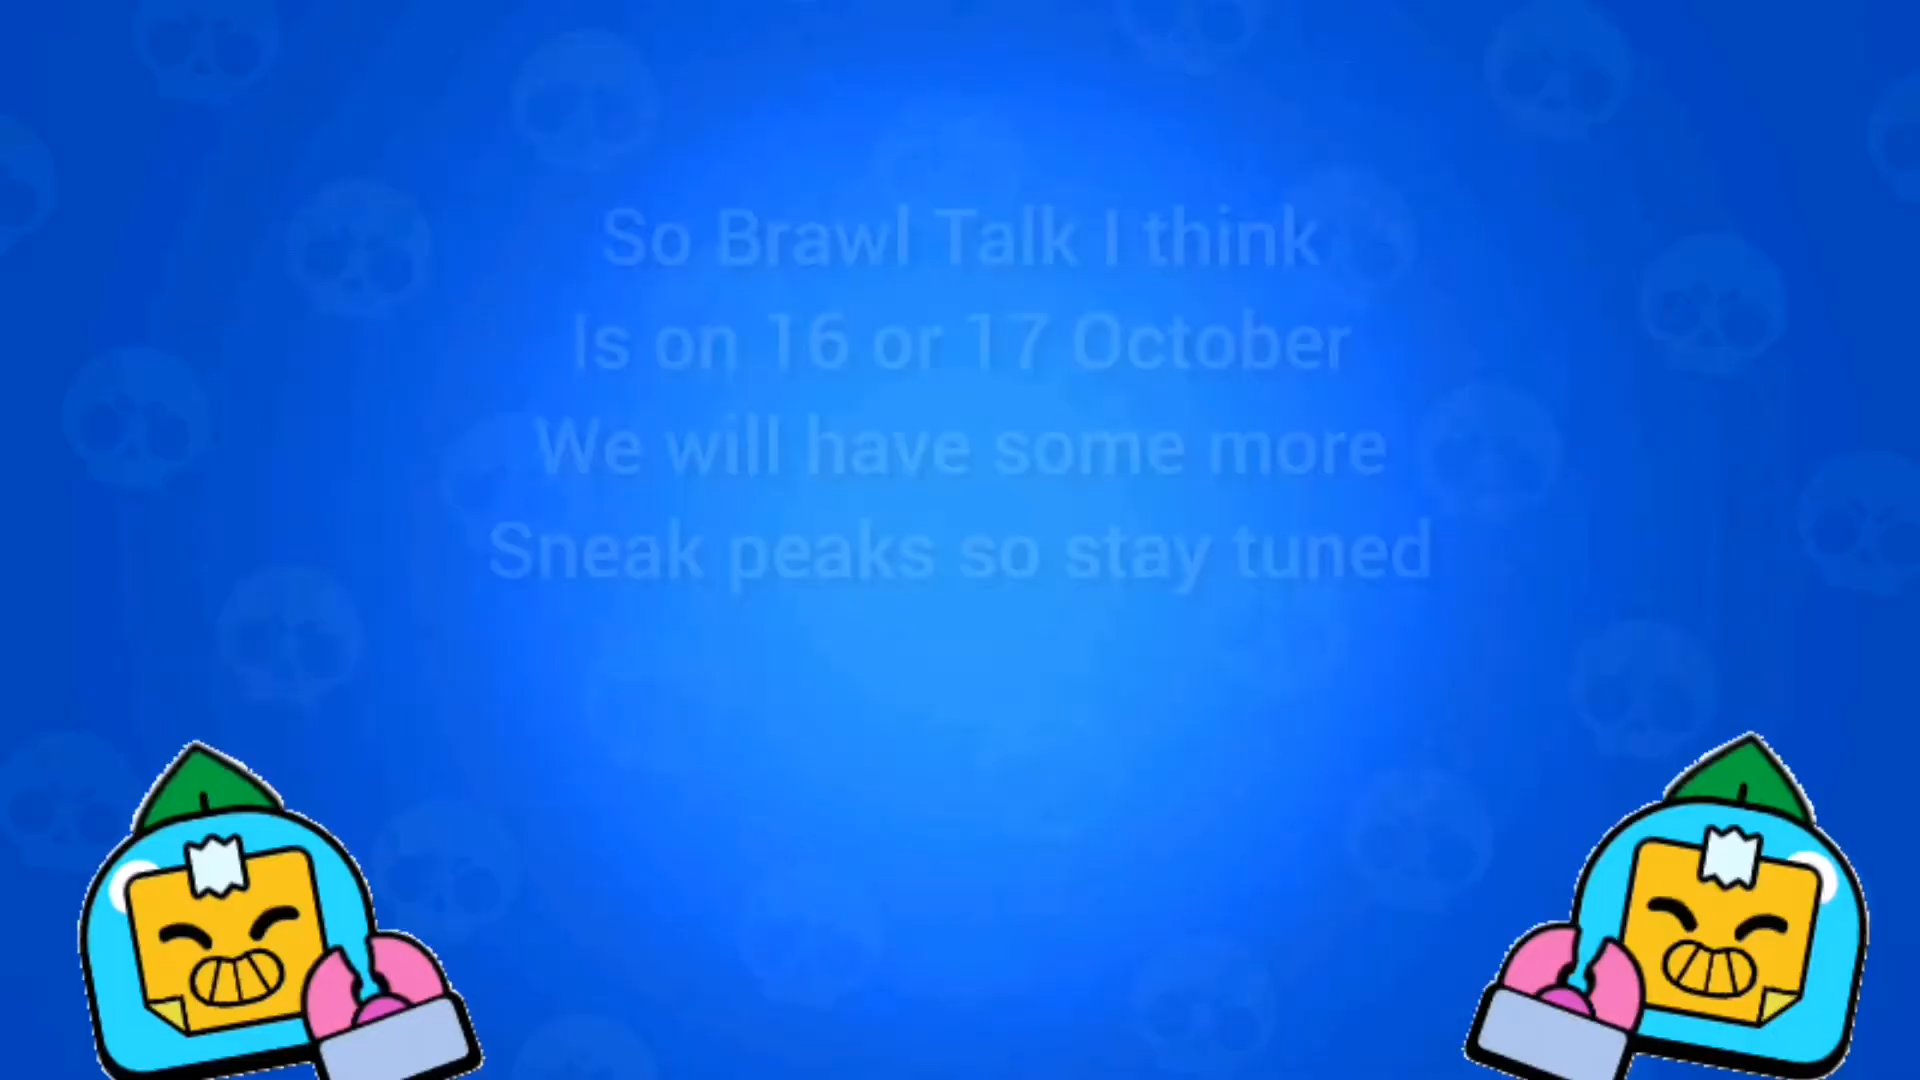 So Brawl Talk I think
Is on 16 or 17 October
We will have some more
Sneak peaks so stay tuned